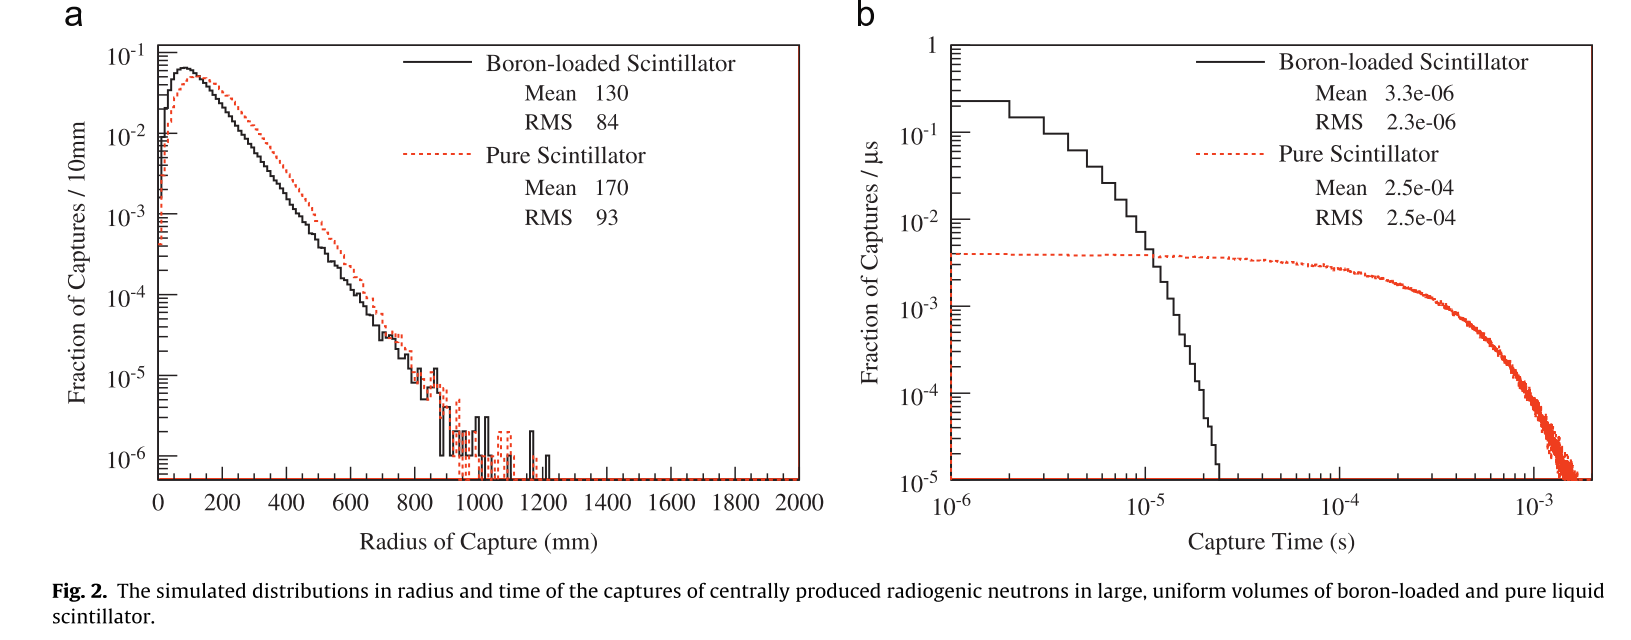 a
Fraction of Captures / 10mm
10-1
10-2
10-3
10-4
10-5
10-6
Boron-loaded Scintillator
Mean 130
RMS 84
Pure Scintillator
Mean 170
RMS 93
0 200 400 600 800 1000 1200 1400 1600 1800 2000
Radius of Capture (mm)
b
Fraction of Captures / μs
1
10-1
10-2
10-3
10-4
10-5
Boron-loaded Scintillator
Mean 3.3e-06
RMS 2.3e-06
Pure Scintillator
Mean 2.5e-04
RMS 2.5e-04
10-6 10-5 10-4 10-3
Capture Time (s)
Fig. 2. The simulated distributions in radius and time of the captures of centrally produced radiogenic neutrons in large, uniform volumes of boron-loaded and pure liquid
scintillator.